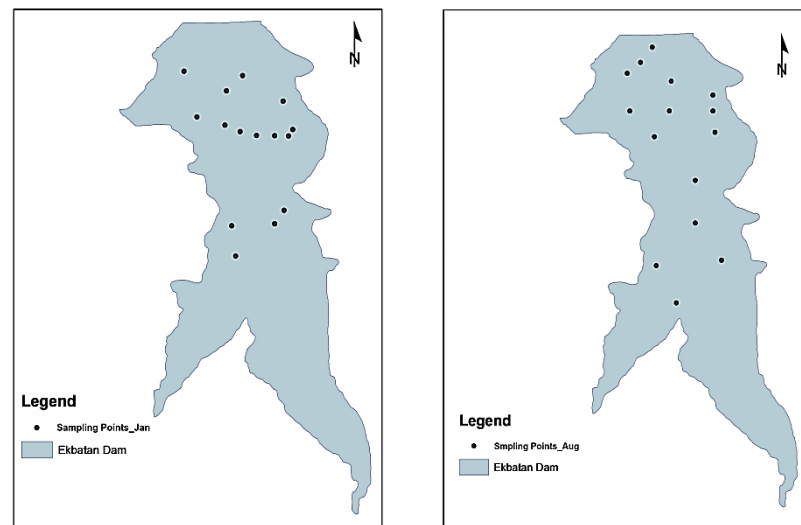 N
Legend
Sampling Points_Jan
Ekbatan Dam
N
Legend
Smpling Points_Aug
Ekbatan Dam